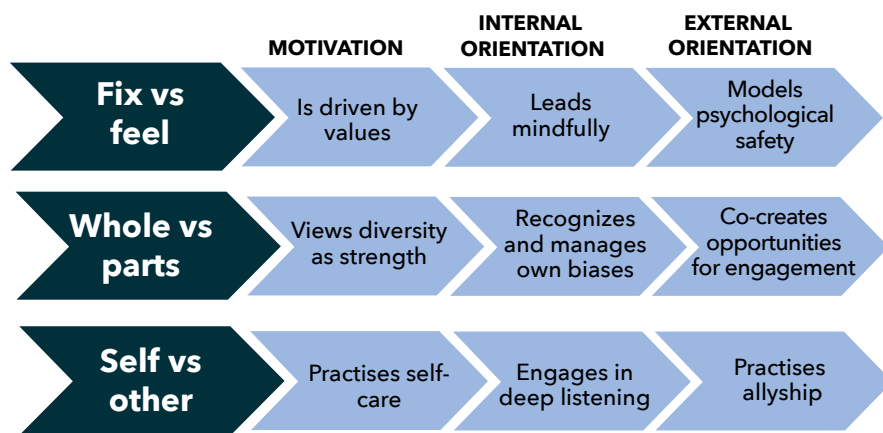 MOTIVATION
INTERNAL
ORIENTATION
EXTERNAL
ORIENTATION
Fix vs
feel
Is driven by
values
Leads
mindfully
Models
psychological
safety
Whole vs
parts
Views diversity
as strength
Recognizes
and manages
own biases
Co-creates
opportunities
for engagement
Self vs
other
Practises self-
care
Engages in
deep listening
Practises
allyship